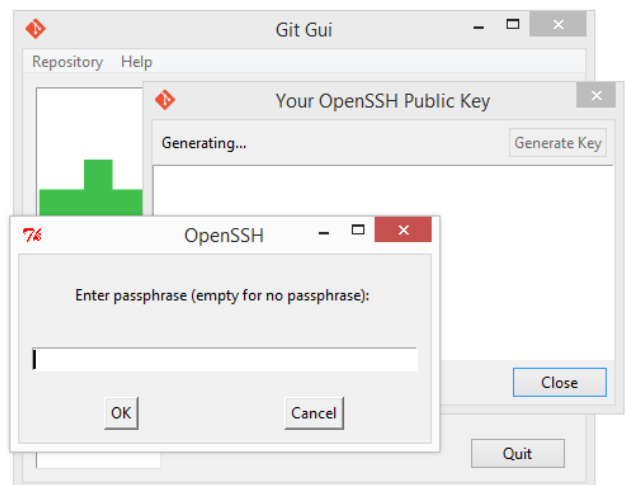 Git Gui
Repository Help
Your OpenSSH Public Key
Generating...
Generate Key
OpenSSH
Enter passphrase (empty for no passphrase):
OK
Cancel
Close
Quit